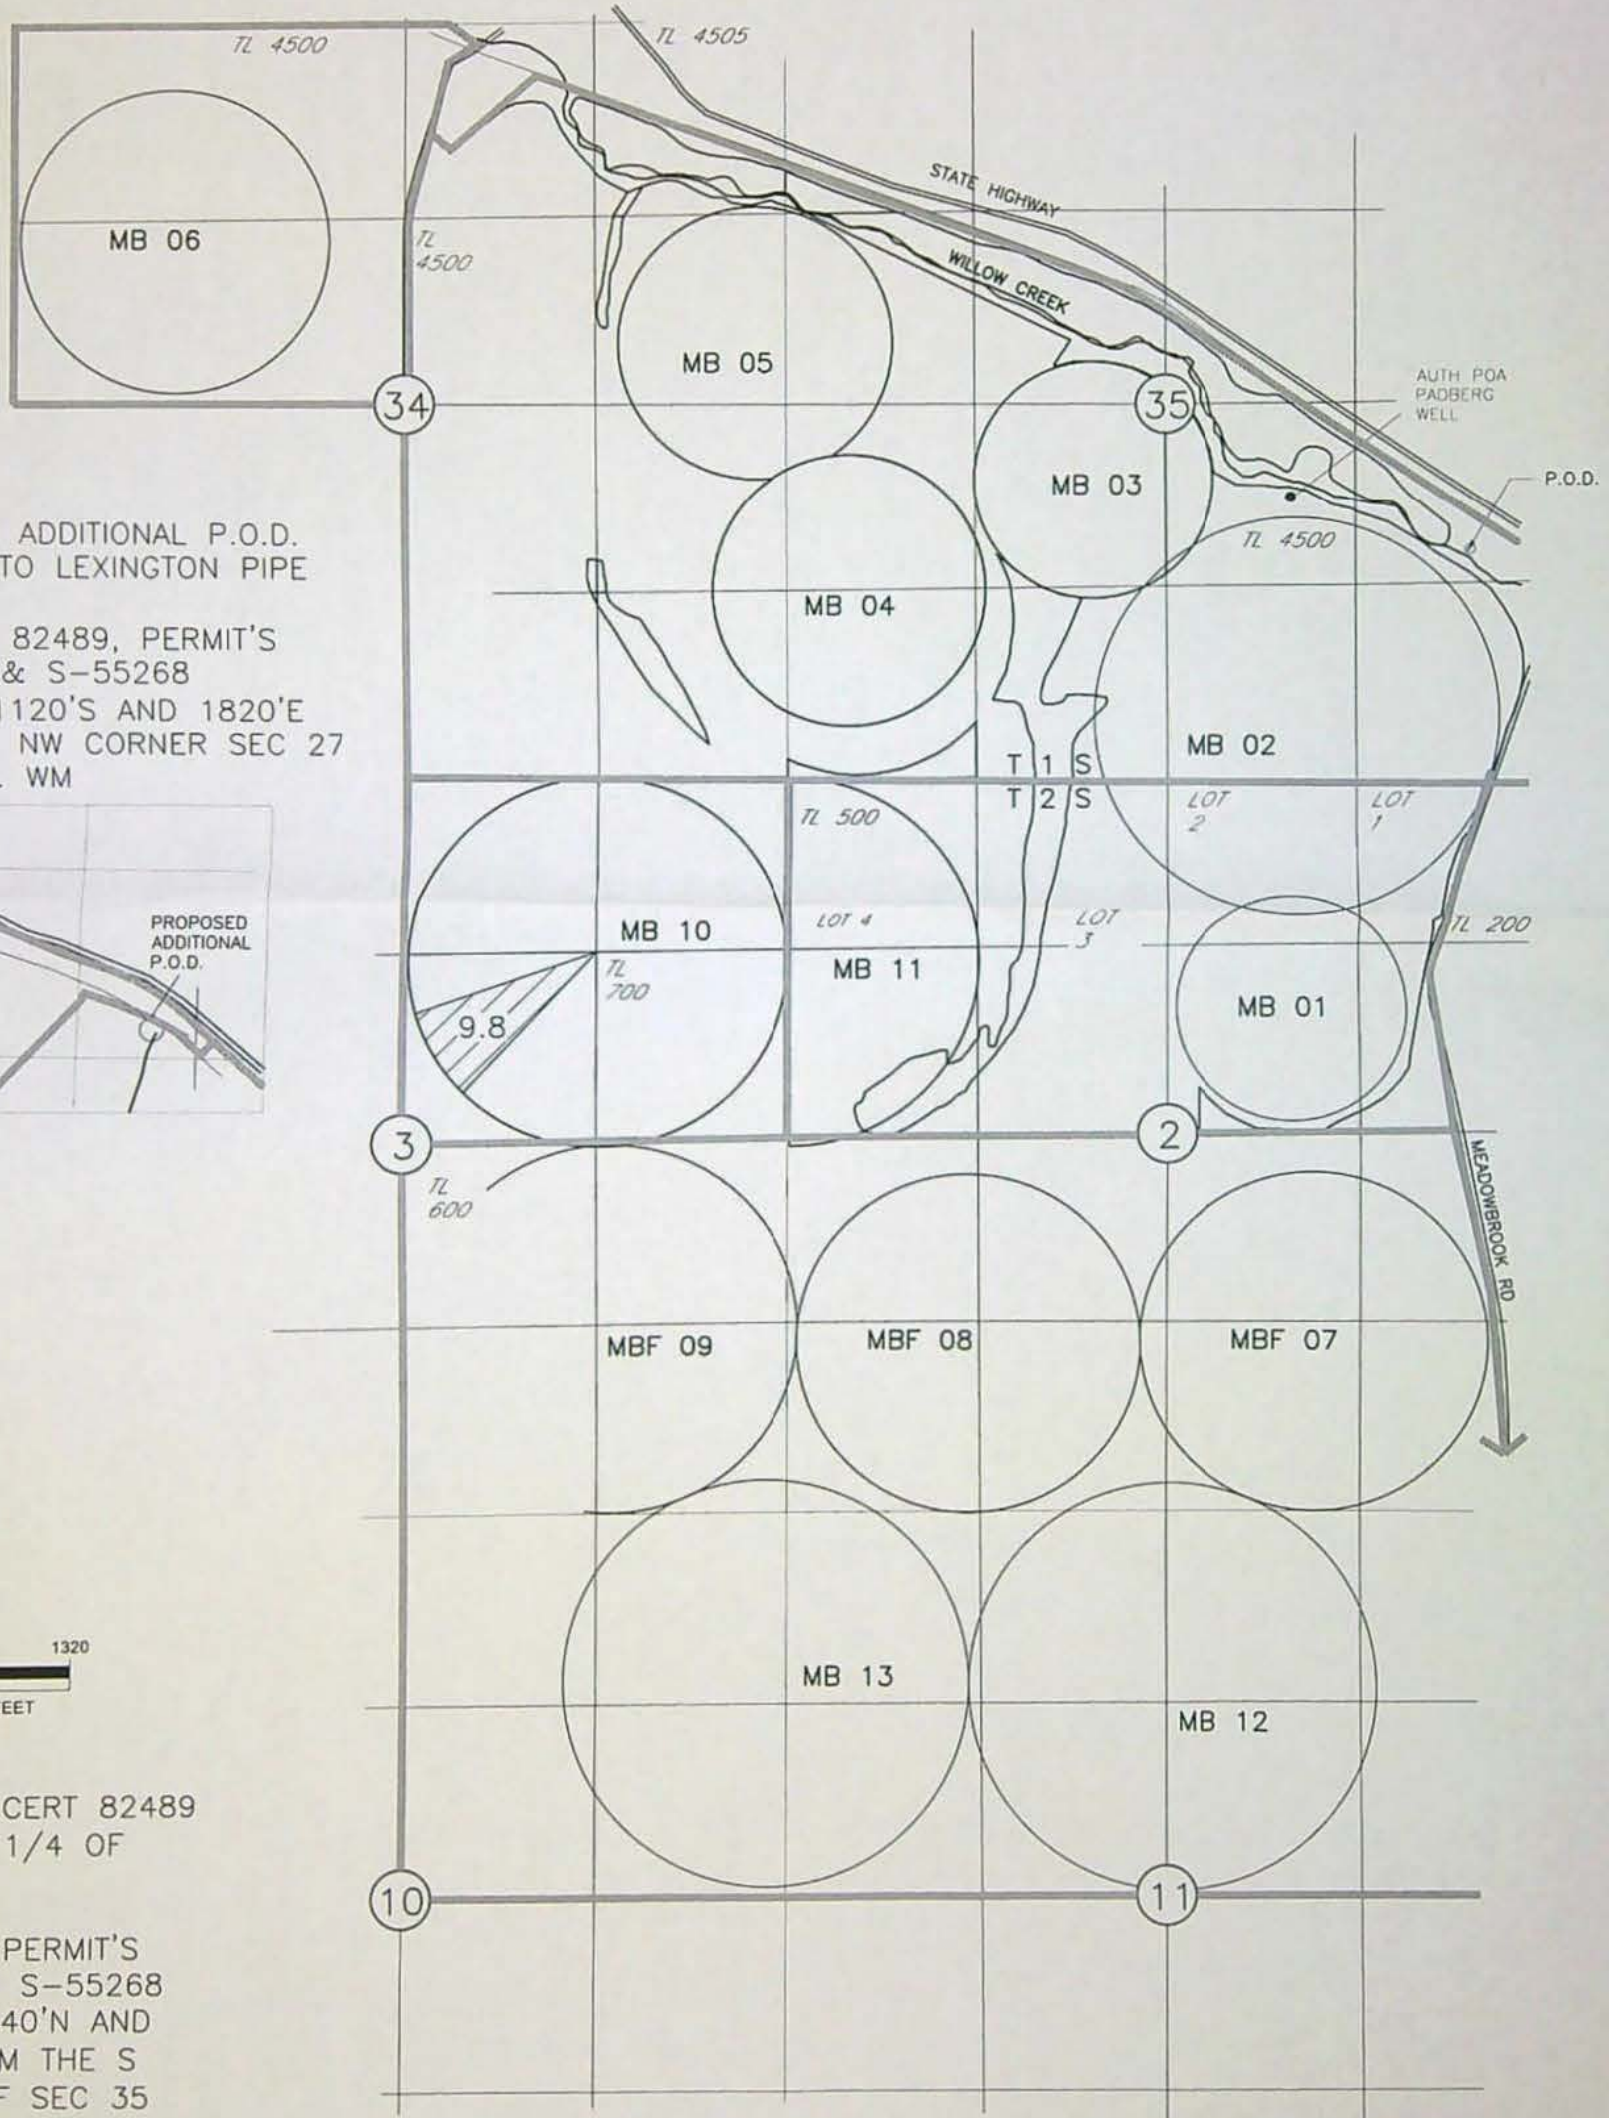 TL 4500
TL 4505
STATE HIGHWAY
MB 06
TL
4500
WILLOW CREEK
MB 05
34
35
AUTH POA
PADBERG
WELL
P.O.D.
MB 03
TL 4500
MB 04
ADDITIONAL P.O.D.
TO LEXINGTON PIPE
82489, PERMIT'S
& S-55268
1120'S AND 1820'E
NW CORNER SEC 27
WM
MB 02
T 1 S
T 2 S
LOT
2
LOT
1
TL 500
PROPOSED
ADDITIONAL
P.O.D.
MB 10
LOT 4
LOT
3
TL 200
MB 11
TL
700
9.8
MB 01
3
2
MEADOWBROOK RD
TL
600
MBF 09
MBF 08
MBF 07
1320
EET
MB 13
MB 12
CERT 82489
1/4 OF
10
11
PERMIT'S
S-55268
40'N AND
M THE S
F SEC 35